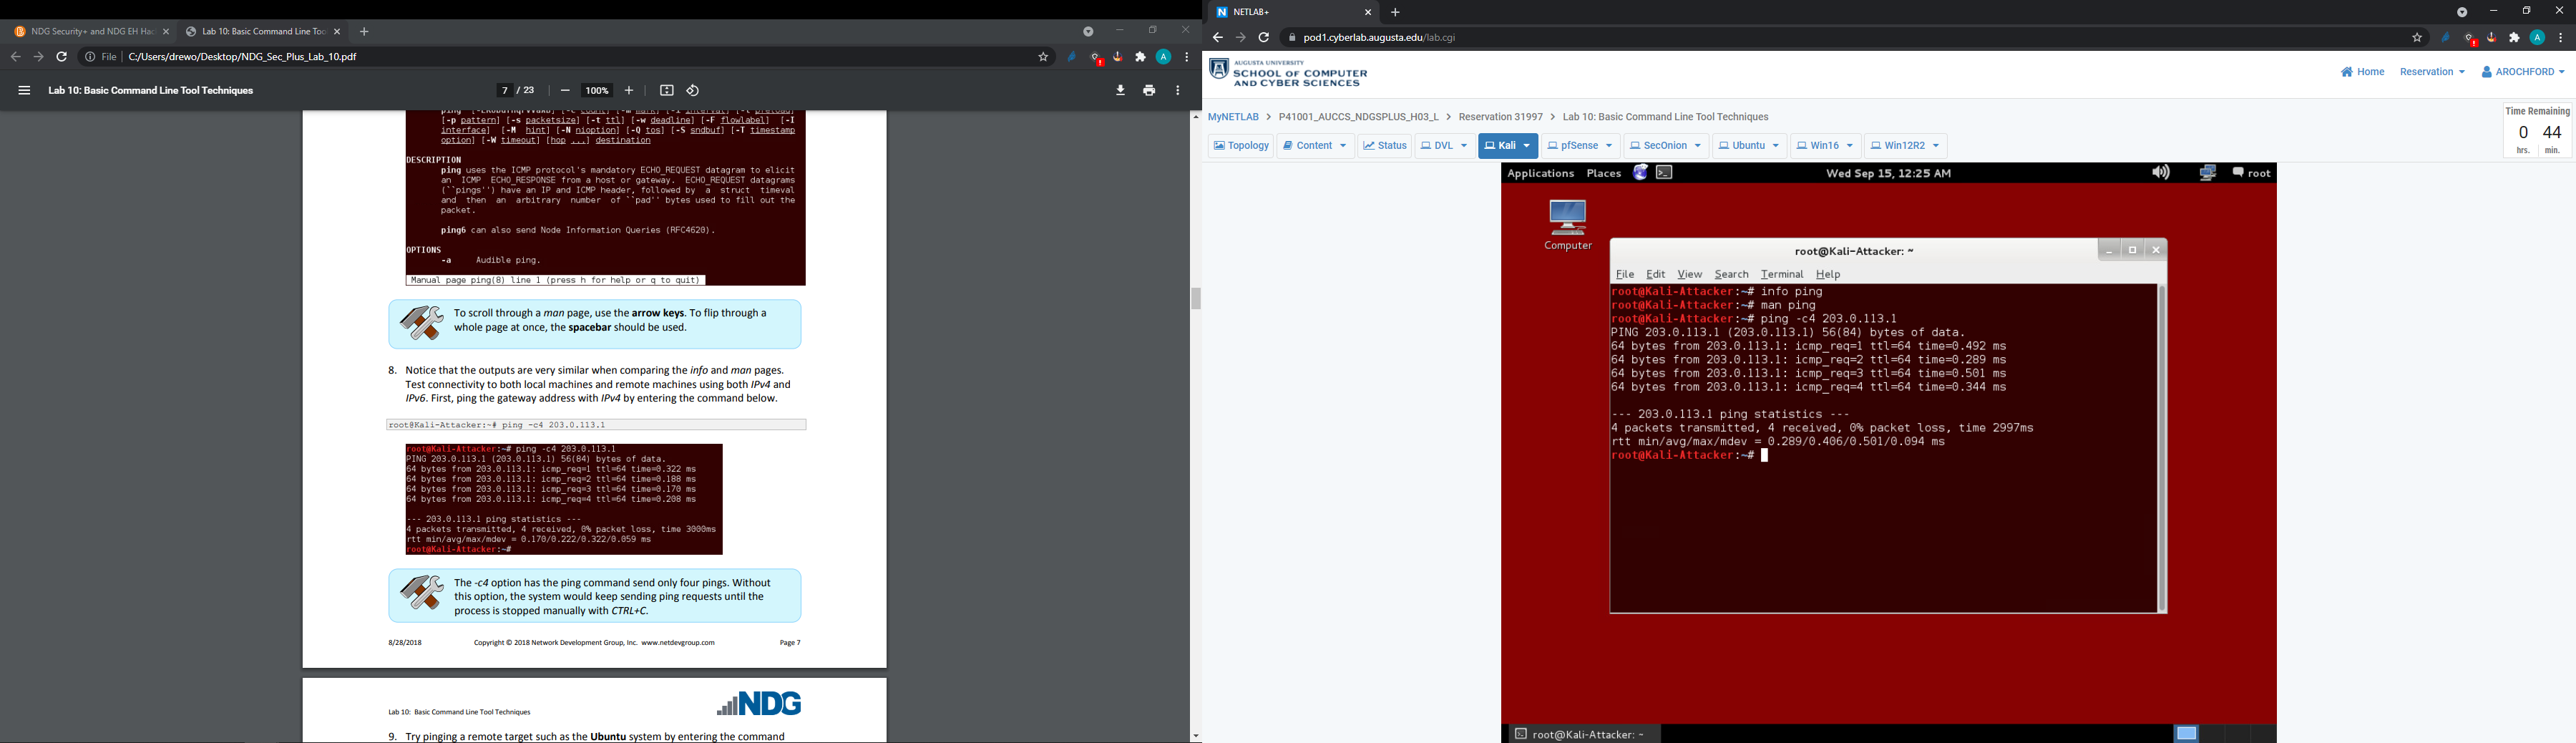 NDG Security+ and NDG EH Hac
Lab 10: Basic Command Line Too
File
C:/Users/drewo/Desktop/NDG_Sec_Plus_Lab_10.pdf
A
Lab 10: Basic Command Line Techniques
7 / 23
100%
[-p pattern] [-s packetsize] [-t ttl] [-w deadline] [-F flowlabel] [-I
interface] [-M hint] [-N nioption] [-Q tos] [-S sndbuf] [-T timestamp
option] [-W timeout] [hop ...] destination
DESCRIPTION
ping uses the ICMP protocol's mandatory ECHO_REQUEST datagram to elicit
an ICMP ECHO_RESPONSE from a host or gateway. ECHO_REQUEST datagrams
(``pings'') have an IP and ICMP header, followed by a struct timeval
and then an arbitrary number of ``pad'' bytes used to fill out the
packet.
ping6 can also send Node Information Queries (RFC4620).
OPTIONS
-a Audible ping.
Manual page ping(8) line 1 (press h for help or q to quit)
To scroll through a man page, use the arrow keys. To flip through a
whole page at once, the spacebar should be used.
8. Notice that the outputs are very similar when comparing the info and man pages.
Test connectivity to both local machines and remote machines using both IPv4 and
IPv6. First, ping the gateway address with IPv4 by entering the command below.
root@Kali-Attacker:~# ping -c4 203.0.113.1
root@Kali-Attacker:~# ping -c4 203.0.113.1
PING 203.0.113.1 (203.0.113.1) 56(84) bytes of data.
64 bytes from 203.0.113.1: icmp_req=1 ttl=64 time=0.322 ms
64 bytes from 203.0.113.1: icmp_req=2 ttl=64 time=0.188 ms
64 bytes from 203.0.113.1: icmp_req=3 ttl=64 time=0.170 ms
64 bytes from 203.0.113.1: icmp_req=4 ttl=64 time=0.208 ms
--- 203.0.113.1 ping statistics ---
4 packets transmitted, 4 received, 0% packet loss, time 3000ms
rtt min/avg/max/mdev = 0.170/0.222/0.322/0.059 ms
root@Kali-Attacker:~#
The -c4 option has the ping command send only four pings. Without
this option, the system would keep sending ping requests until the
process is stopped manually with CTRL+C.
8/28/2018 Copyright © 2018 Network Development Group, Inc. www.netdevgroup.com Page 7
NDG
Lab 10: Basic Command Line Tool Techniques
9. Try pinging a remote target such as the Ubuntu system by entering the command
N NETLAB+
pod1.cyberlab.augusta.edu/lab.cgi
A
AUGUSTA UNIVERSITY
SCHOOL OF COMPUTER
AND CYBER SCIENCES
Home Reservation AROCHFORD
MyNETLAB > P41001_AUCCS_NDGSPLUS_H03_L > Reservation 31997 > Lab 10: Basic Command Line Tool Techniques
Time Remaining
0 44
hrs. min.
Topology Content Status DVL Kali pfSense SecOnion Ubuntu Win16 Win12R2
Applications Places Wed Sep 15, 12:25 AM root
Computer
root@Kali-Attacker: ~
File Edit View Search Terminal Help
root@Kali-Attacker:~# info ping
root@Kali-Attacker:~# man ping
root@Kali-Attacker:~# ping -c4 203.0.113.1
PING 203.0.113.1 (203.0.113.1) 56(84) bytes of data.
64 bytes from 203.0.113.1: icmp_req=1 ttl=64 time=0.492 ms
64 bytes from 203.0.113.1: icmp_req=2 ttl=64 time=0.289 ms
64 bytes from 203.0.113.1: icmp_req=3 ttl=64 time=0.501 ms
64 bytes from 203.0.113.1: icmp_req=4 ttl=64 time=0.344 ms
--- 203.0.113.1 ping statistics ---
4 packets transmitted, 4 received, 0% packet loss, time 2997ms
rtt min/avg/max/mdev = 0.289/0.406/0.501/0.094 ms
root@Kali-Attacker:~#
root@Kali-Attacker: ~